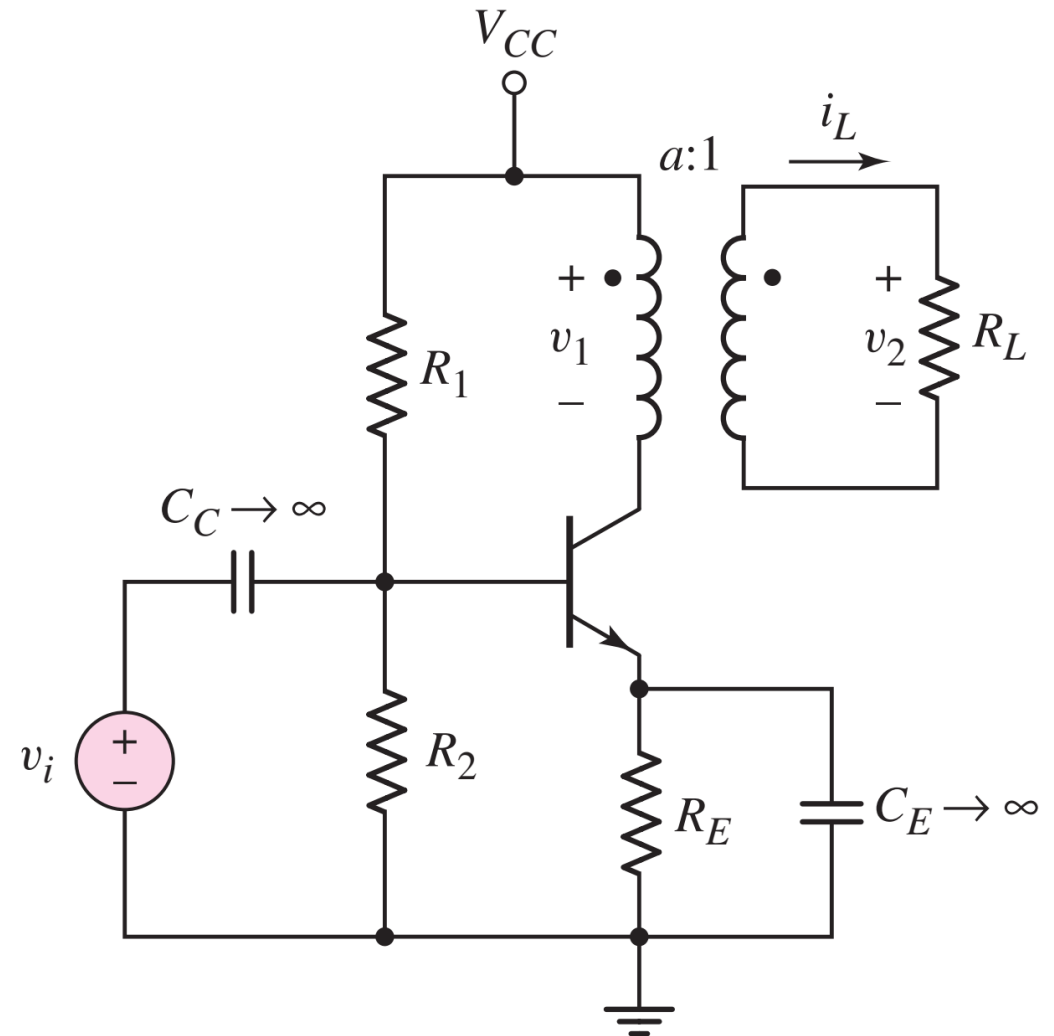 V_CC
a:1
i_L
+
v_1
−
+
v_2
−
R_L
R_1
C_C → ∞
R_2
v_i
+
−
R_E
C_E → ∞